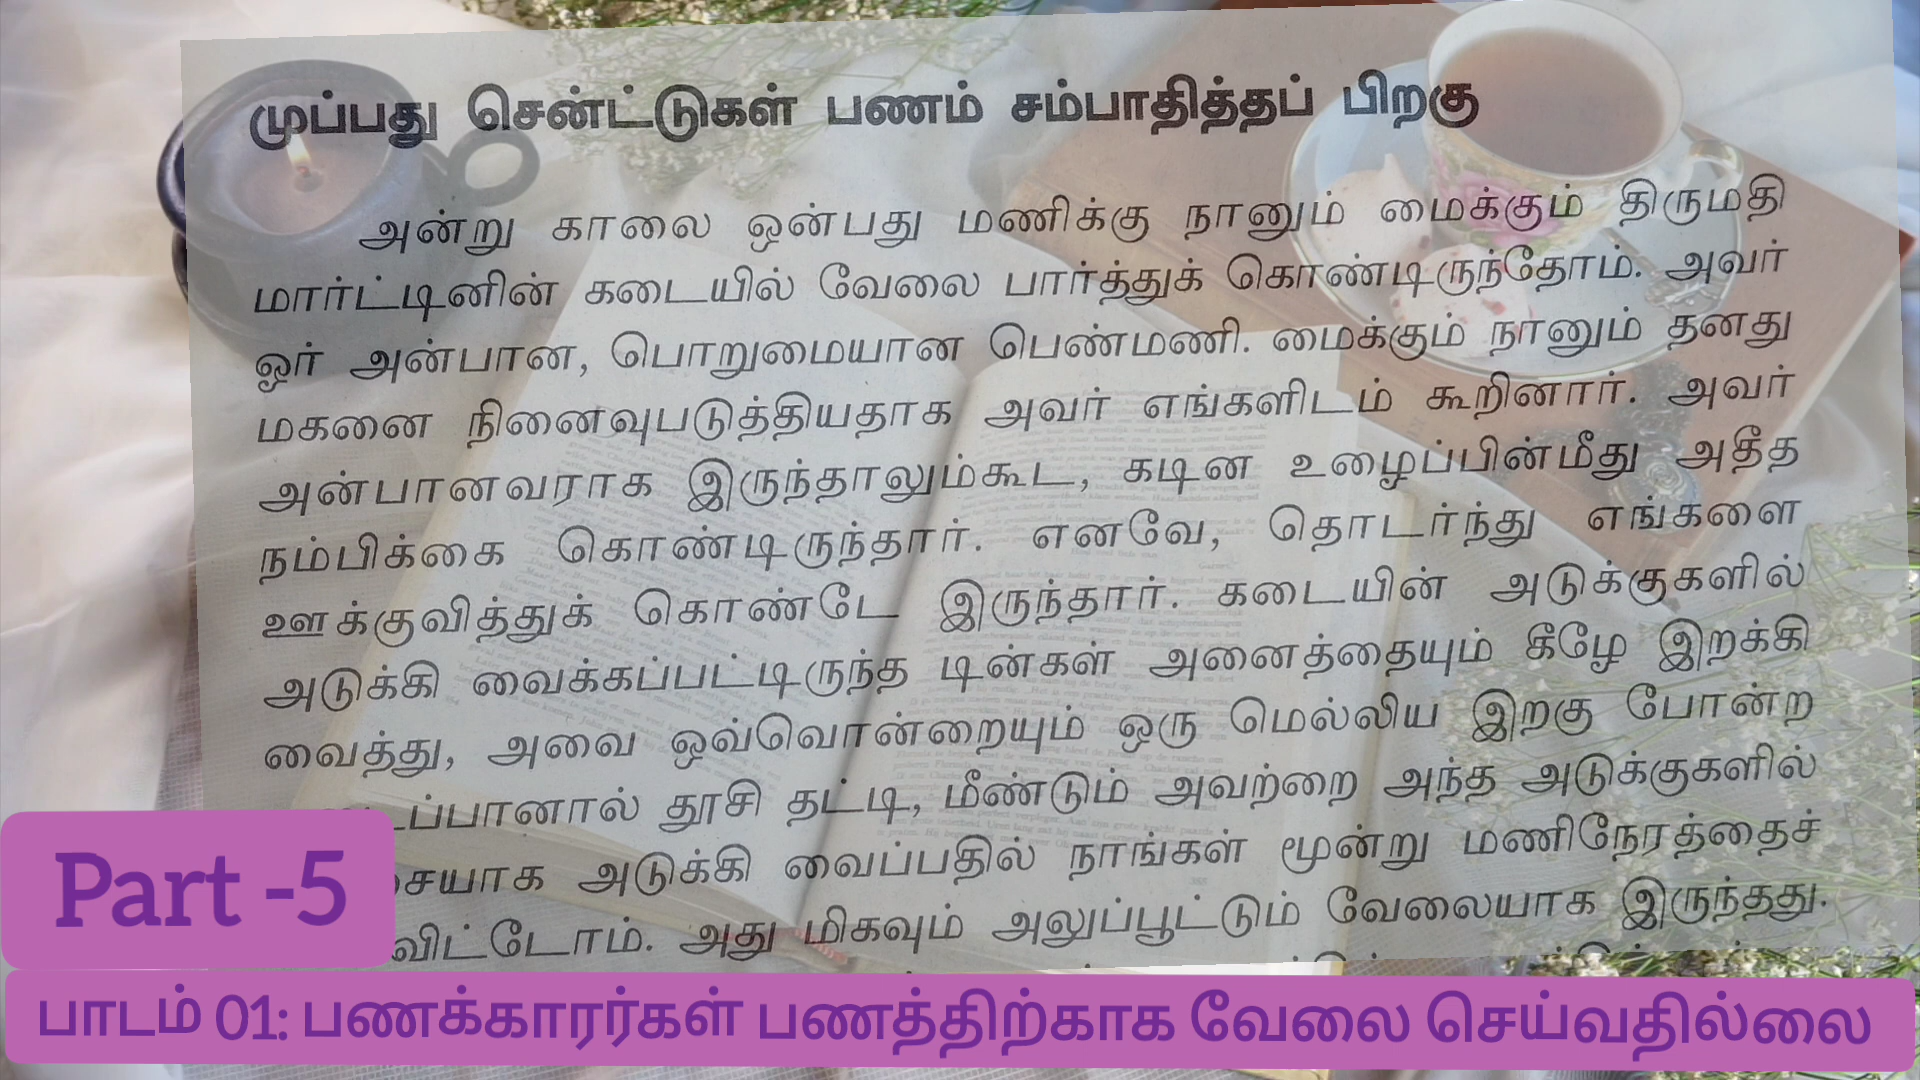 முப்பது சென்ட்டுகள் பணம் சம்பாதித்தப் பிறகு
அன்று காலை ஒன்பது மணிக்கு நானும் மைக்கும் திருமதி
மார்ட்டினின் கடையில் வேலை பார்த்துக் கொண்டிருந்தோம். அவர்
ஓர் அன்பான, பொறுமையான பெண்மணி. மைக்கும் நானும் தனது
மகனை நினைவுபடுத்தியதாக அவர் எங்களிடம் கூறினார். அவர்
அன்பானவராக இருந்தாலும்கூட, கடின உழைப்பின்மீது அதீத
நம்பிக்கை கொண்டிருந்தார். எனவே, தொடர்ந்து எங்களை
ஊக்குவித்துக் கொண்டே இருந்தார். கடையின் அடுக்குகளில்
அடுக்கி வைக்கப்பட்டிருந்த டின்கள் அனைத்தையும் கீழே இறக்கி
வைத்து, அவை ஒவ்வொன்றையும் ஒரு மெல்லிய இறகு போன்ற
தூசி தட்டி, மீண்டும் அவற்றை அந்த அடுக்குகளில்
அடுக்கி வைப்பதில் நாங்கள் மூன்று மணிநேரத்தைச்
அது மிகவும் அலுப்பூட்டும் வேலையாக இருந்தது.
Part -5
பாடம் 01: பணக்காரர்கள் பணத்திற்காக வேலை செய்வதில்லை